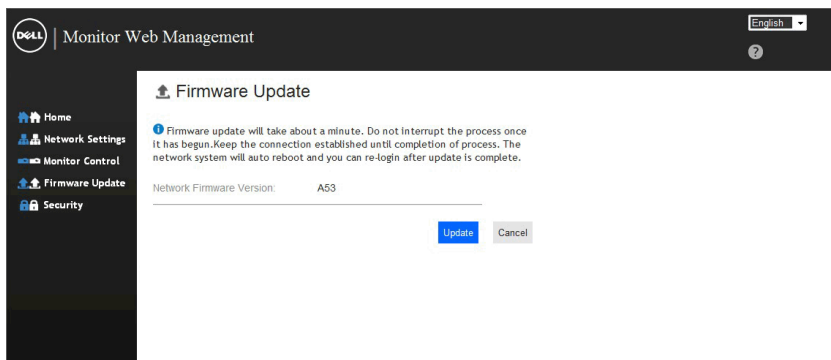 DELL | Monitor Web Management
English
?
Firmware Update
Home
Network Settings
Monitor Control
Firmware Update
Security
i Firmware update will take about a minute. Do not interrupt the process once
it has begun.Keep the connection established until completion of process. The
network system will auto reboot and you can re-login after update is complete.
Network Firmware Version: A53
Update Cancel